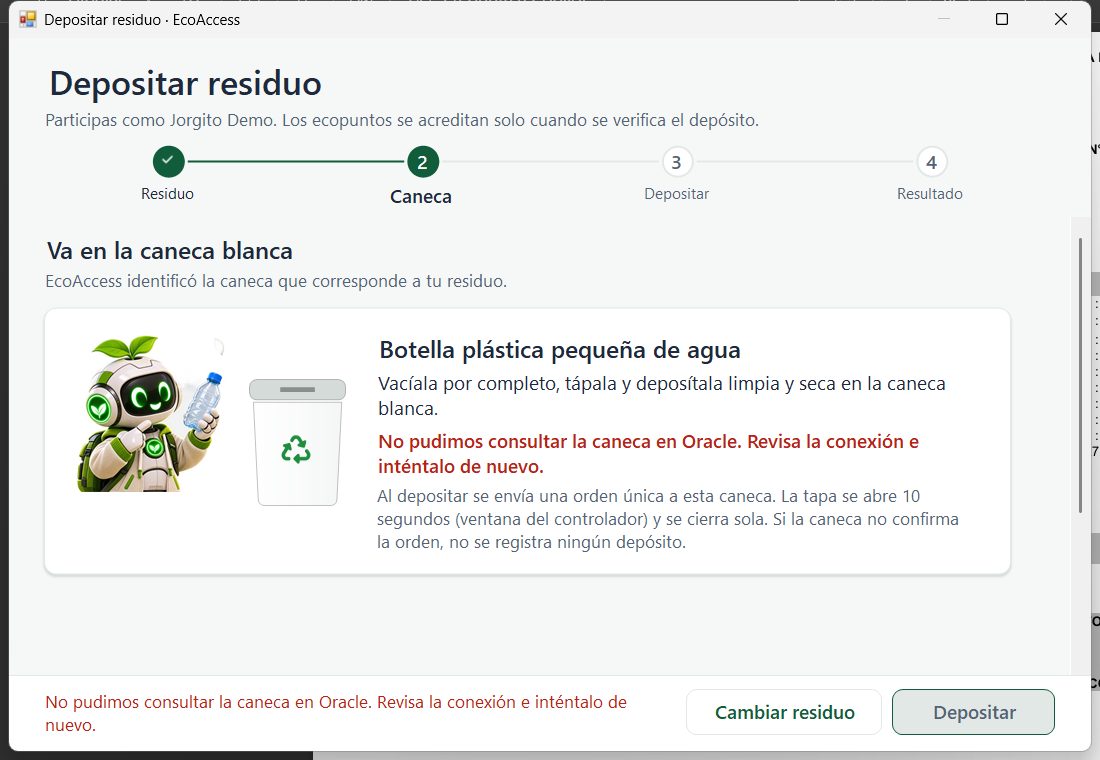 Depositar residuo · EcoAccess
Depositar residuo
Participas como Jorgito Demo. Los ecopuntos se acreditan solo cuando se verifica el depósito.
2
3
4
Residuo
Caneca
Depositar
Resultado
Va en la caneca blanca
EcoAccess identificó la caneca que corresponde a tu residuo.
Botella plástica pequeña de agua
Vacíala por completo, tápala y deposítala limpia y seca en la caneca
blanca.
No pudimos consultar la caneca en Oracle. Revisa la conexión e
inténtalo de nuevo.
Al depositar se envía una orden única a esta caneca. La tapa se abre 10
segundos (ventana del controlador) y se cierra sola. Si la caneca no confirma
la orden, no se registra ningún depósito.
No pudimos consultar la caneca en Oracle. Revisa la conexión e inténtalo de
nuevo.
Cambiar residuo
Depositar